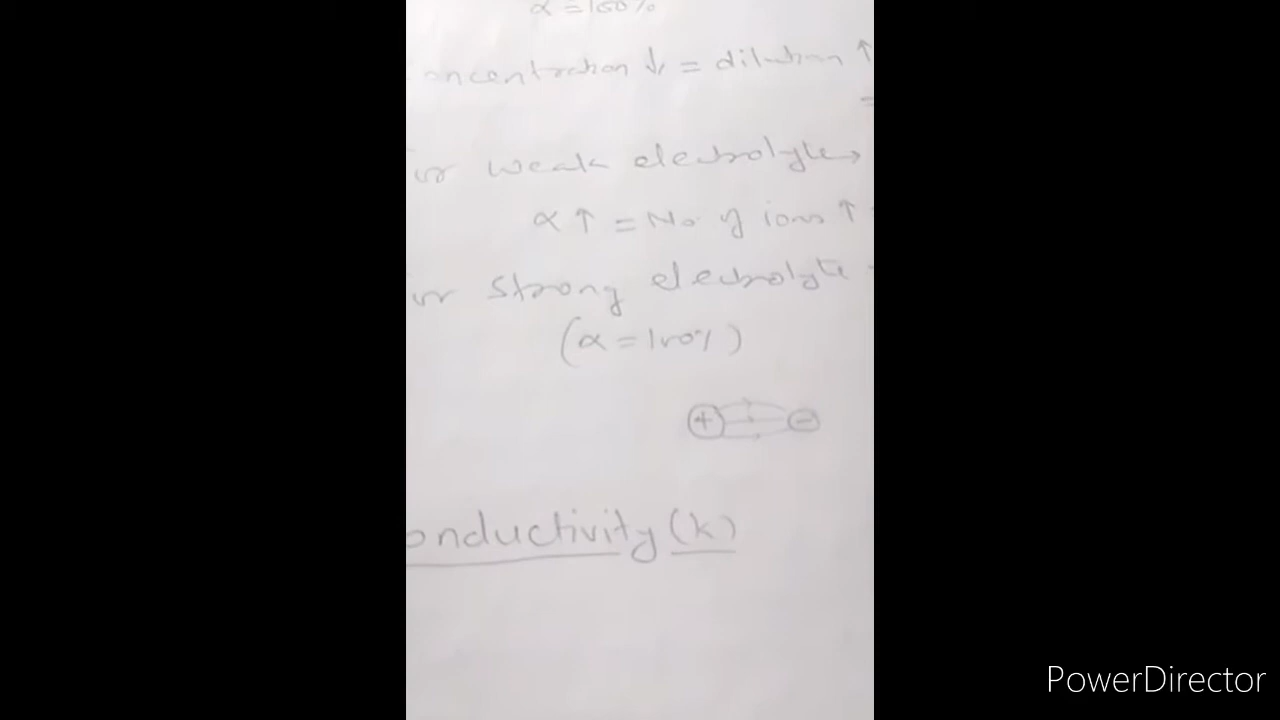 α = 100%
oncentration ↓ = dilution ↑
=
or weak electrolyte →
α ↑ = No of ions ↑
or strong electrolyte
(α = 100%)
+ −
onductivity (k)
PowerDirector